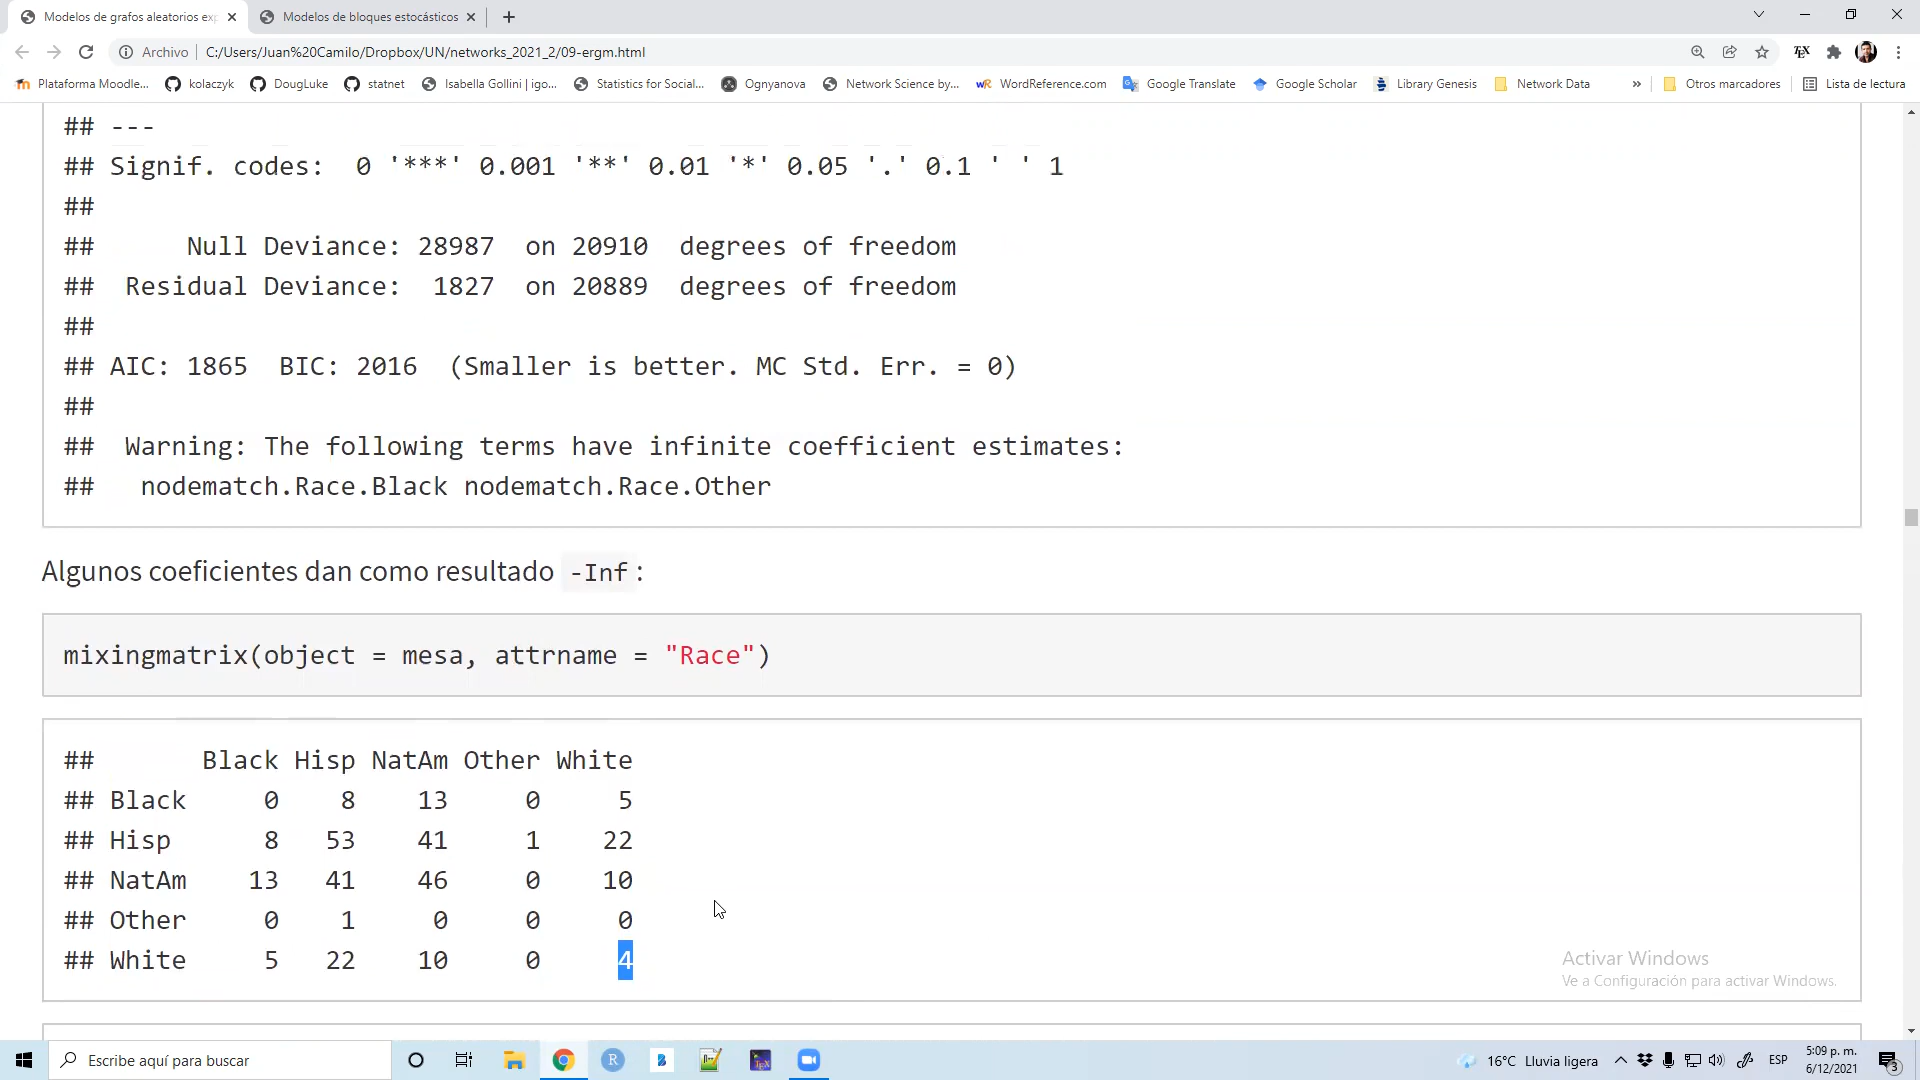 Modelos de grafos aleatorios exp
Modelos de bloques estocásticos
Archivo
C:/Users/Juan%20Camilo/Dropbox/UN/networks_2021_2/09-ergm.html
Plataforma Moodle... kolaczyk DougLuke statnet Isabella Gollini | igo... Statistics for Social... Ognyanova Network Science by... WordReference.com Google Translate Google Scholar Library Genesis Network Data » Otros marcadores Lista de lectura
## ---
## Signif. codes:  0 '***' 0.001 '**' 0.01 '*' 0.05 '.' 0.1 ' ' 1
##
##      Null Deviance: 28987  on 20910  degrees of freedom
##  Residual Deviance:  1827  on 20889  degrees of freedom
##
## AIC: 1865  BIC: 2016  (Smaller is better. MC Std. Err. = 0)
##
##  Warning: The following terms have infinite coefficient estimates:
##   nodematch.Race.Black nodematch.Race.Other
Algunos coeficientes dan como resultado -Inf:
mixingmatrix(object = mesa, attrname = "Race")
##       Black Hisp NatAm Other White
## Black     0    8    13     0     5
## Hisp      8   53    41     1    22
## NatAm    13   41    46     0    10
## Other     0    1     0     0     0
## White     5   22    10     0     4
Activar Windows
Ve a Configuración para activar Windows.
Escribe aquí para buscar
16°C Lluvia ligera
ESP
5:09 p. m.
6/12/2021
3